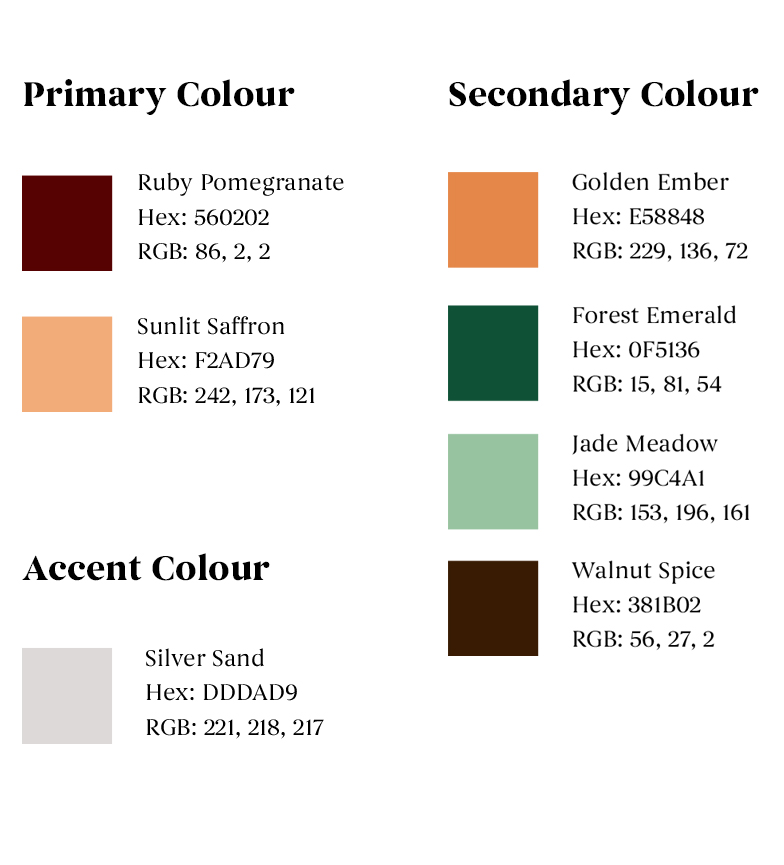 Primary Colour
Ruby Pomegranate
Hex: 560202
RGB: 86, 2, 2
Sunlit Saffron
Hex: F2AD79
RGB: 242, 173, 121
Accent Colour
Silver Sand
Hex: DDDAD9
RGB: 221, 218, 217
Secondary Colour
Golden Ember
Hex: E58848
RGB: 229, 136, 72
Forest Emerald
Hex: 0F5136
RGB: 15, 81, 54
Jade Meadow
Hex: 99C4A1
RGB: 153, 196, 161
Walnut Spice
Hex: 381B02
RGB: 56, 27, 2